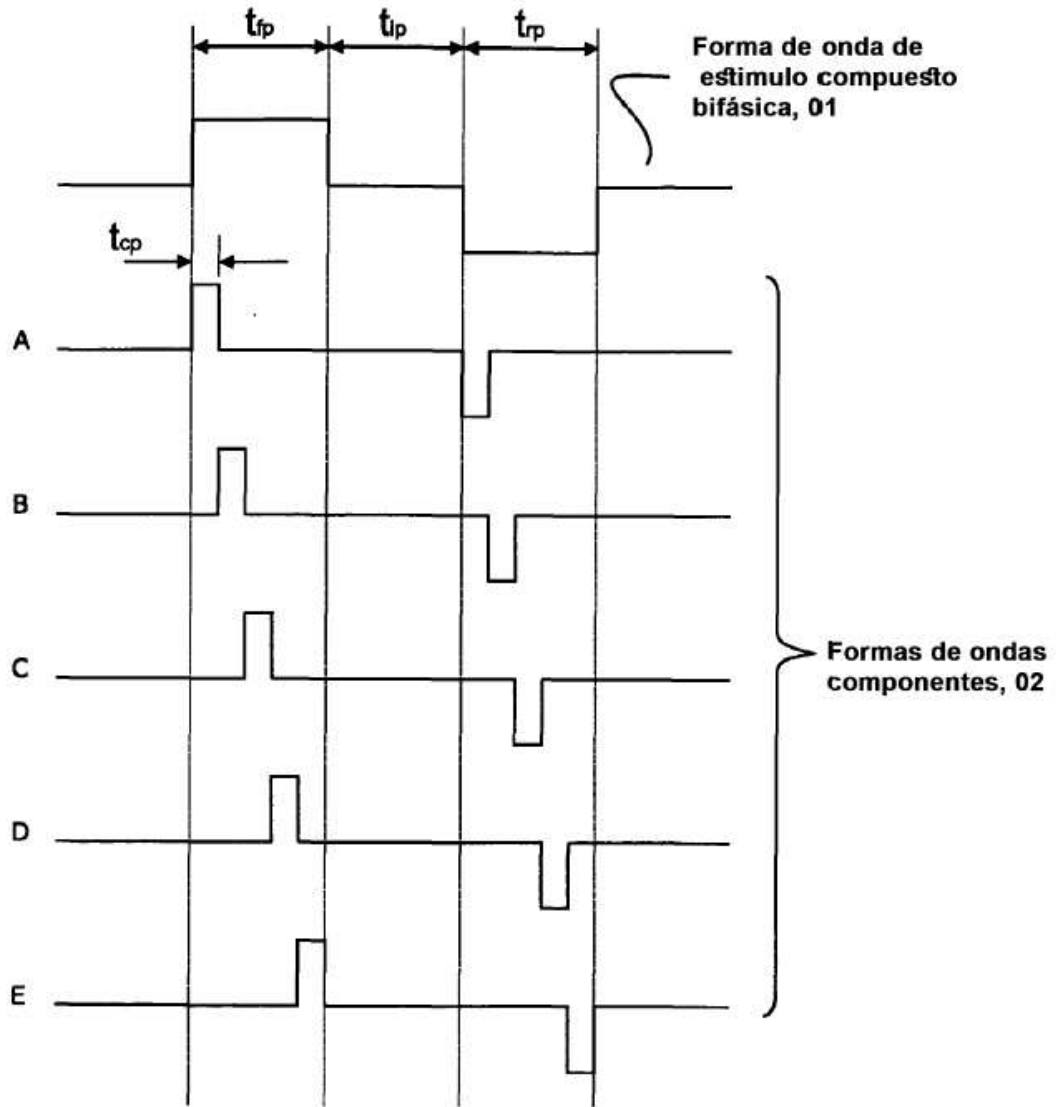 tfp
tip
trp
Forma de onda de
estimulo compuesto
bifásica, 01
tcp
A
B
C
D
E
Formas de ondas
componentes, 02